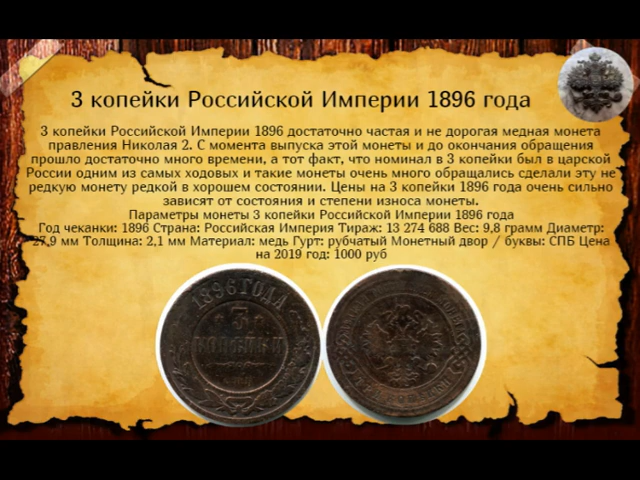 3 копейки Российской Империи 1896 года
3 копейки Российской Империи 1896 достаточно частая и не дорогая медная монета
правления Николая 2. С момента выпуска этой монеты и до окончания обращения
прошло достаточно много времени, а тот факт, что номинал в 3 копейки был в царской
России одним из самых ходовых и такие монеты очень много обращались сделали эту не
редкую монету редкой в хорошем состоянии. Цены на 3 копейки 1896 года очень сильно
зависят от состояния и степени износа монеты.
Параметры монеты 3 копейки Российской Империи 1896 года
Год чеканки: 1896 Страна: Российская Империя Тираж: 13 274 688 Вес: 9,8 грамм Диаметр:
27,9 мм Толщина: 2,1 мм Материал: медь Гурт: рубчатый Монетный двор / буквы: СПБ Цена
на 2019 год: 1000 руб
1896 ГОДА
3
КОПѢЙКИ